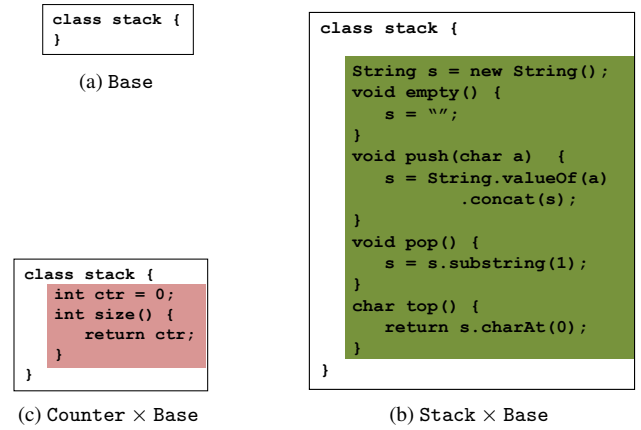 class stack {
}
(a) Base
class stack {
String s = new String();
void empty() {
s = “”;
}
void push(char a) {
s = String.valueOf(a)
.concat(s);
}
void pop() {
s = s.substring(1);
}
char top() {
return s.charAt(0);
}
}
(b) Stack × Base
class stack {
int ctr = 0;
int size() {
return ctr;
}
}
(c) Counter × Base